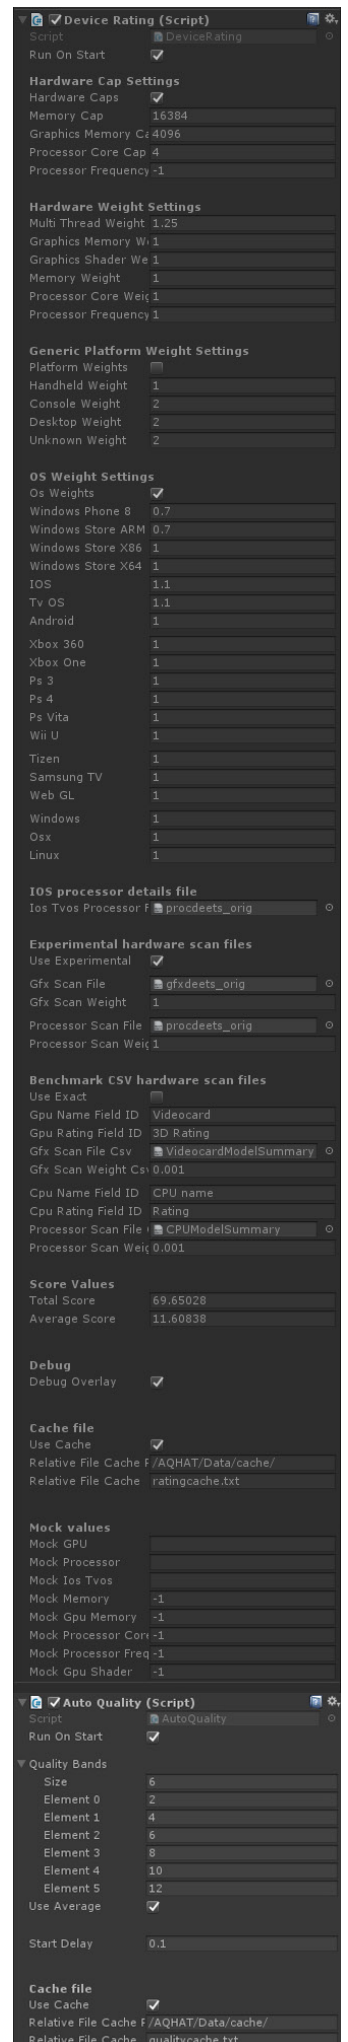 Device Rating (Script)
Script DeviceRating
Run On Start
Hardware Cap Settings
Hardware Caps
Memory Cap 16384
Graphics Memory Ca 4096
Processor Core Cap 4
Processor Frequency -1
Hardware Weight Settings
Multi Thread Weight 1.25
Graphics Memory W 1
Graphics Shader We 1
Memory Weight 1
Processor Core Weig 1
Processor Frequency 1
Generic Platform Weight Settings
Platform Weights
Handheld Weight 1
Console Weight 2
Desktop Weight 2
Unknown Weight 2
OS Weight Settings
Os Weights
Windows Phone 8 0.7
Windows Store ARM 0.7
Windows Store X86 1
Windows Store X64 1
IOS 1.1
Tv OS 1.1
Android 1
Xbox 360 1
Xbox One 1
Ps 3 1
Ps 4 1
Ps Vita 1
Wii U 1
Tizen 1
Samsung TV 1
Web GL 1
Windows 1
Osx 1
Linux 1
IOS processor details file
Ios Tvos Processor F procdeets_orig
Experimental hardware scan files
Use Experimental
Gfx Scan File gfxdeets_orig
Gfx Scan Weight 1
Processor Scan File procdeets_orig
Processor Scan Weig 1
Benchmark CSV hardware scan files
Use Exact
Gpu Name Field ID Videocard
Gpu Rating Field ID 3D Rating
Gfx Scan File Csv VideocardModelSummary
Gfx Scan Weight Csv 0.001
Cpu Name Field ID CPU name
Cpu Rating Field ID Rating
Processor Scan File CPUModelSummary
Processor Scan Weig 0.001
Score Values
Total Score 69.65028
Average Score 11.60838
Debug
Debug Overlay
Cache file
Use Cache
Relative File Cache F /AQHAT/Data/cache/
Relative File Cache ratingcache.txt
Mock values
Mock GPU
Mock Processor
Mock Ios Tvos
Mock Memory -1
Mock Gpu Memory -1
Mock Processor Core -1
Mock Processor Freq -1
Mock Gpu Shader -1
Auto Quality (Script)
Script AutoQuality
Run On Start
Quality Bands
Size 6
Element 0 2
Element 1 4
Element 2 6
Element 3 8
Element 4 10
Element 5 12
Use Average
Start Delay 0.1
Cache file
Use Cache
Relative File Cache F /AQHAT/Data/cache/
Relative File Cache qualitycache.txt